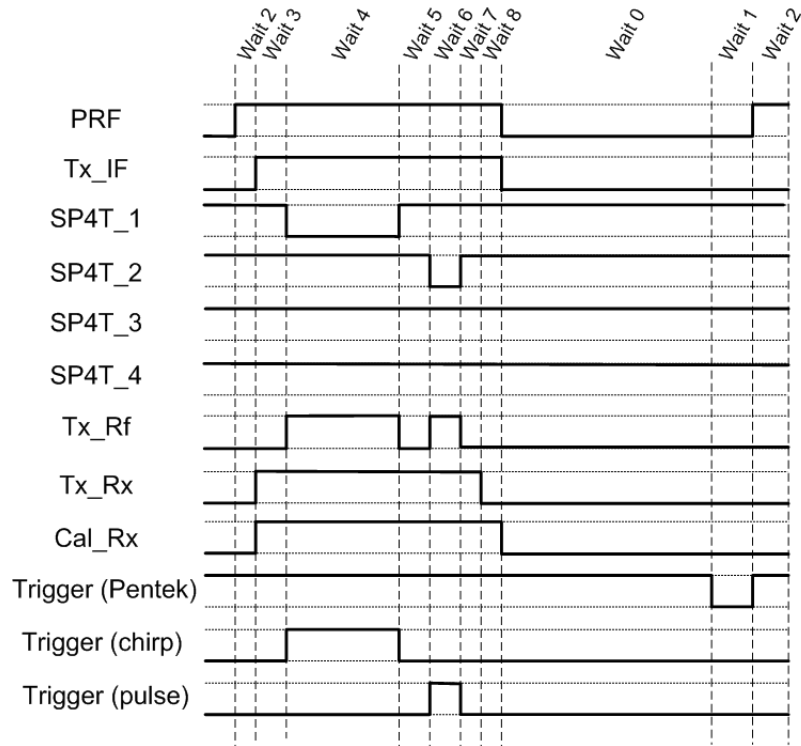 Wait 2
Wait 3
Wait 4
Wait 5
Wait 6
Wait 7
Wait 8
Wait 0
Wait 1
Wait 2
PRF
Tx_IF
SP4T_1
SP4T_2
SP4T_3
SP4T_4
Tx_Rf
Tx_Rx
Cal_Rx
Trigger (Pentek)
Trigger (chirp)
Trigger (pulse)